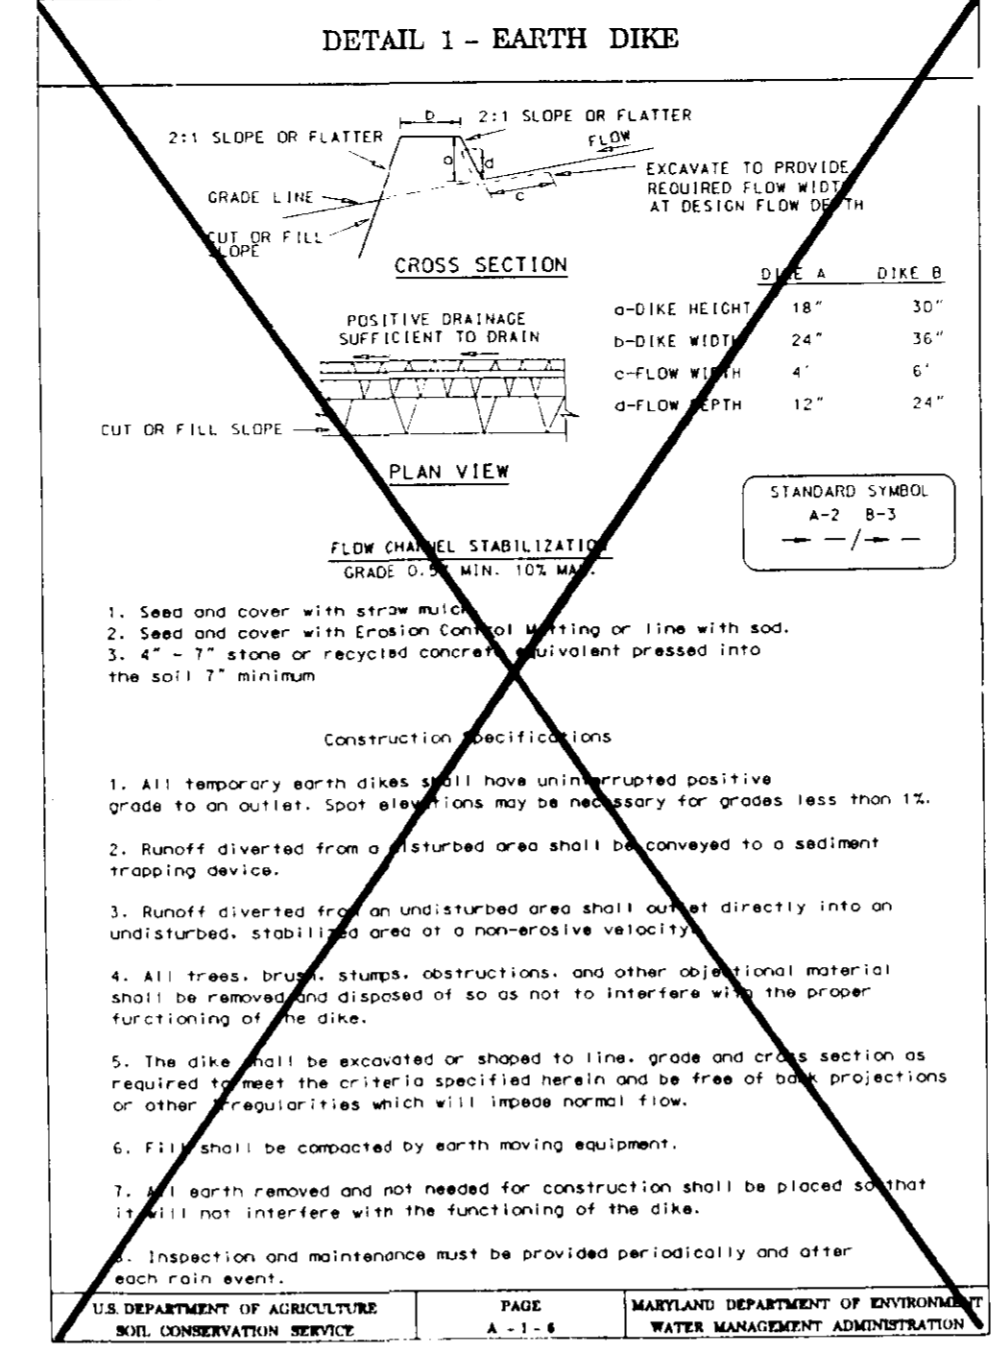 DETAIL 1 - EARTH DIKE
b
2:1 SLOPE OR FLATTER
2:1 SLOPE OR FLATTER
FLOW
a
d
EXCAVATE TO PROVIDE
REQUIRED FLOW WIDTH
AT DESIGN FLOW DEPTH
GRADE LINE
c
CUT OR FILL
SLOPE
CROSS SECTION
DIKE A DIKE B
a-DIKE HEIGHT 18" 30"
b-DIKE WIDTH 24" 36"
c-FLOW WIDTH 4' 6'
d-FLOW DEPTH 12" 24"
POSITIVE DRAINAGE
SUFFICIENT TO DRAIN
CUT OR FILL SLOPE
PLAN VIEW
STANDARD SYMBOL
A-2 B-3
FLOW CHANNEL STABILIZATION
GRADE 0.5% MIN. 10% MAX.
1. Seed and cover with straw mulch.
2. Seed and cover with Erosion Control Matting or line with sod.
3. 4" - 7" stone or recycled concrete equivalent pressed into
the soil 7" minimum
Construction Specifications
1. All temporary earth dikes shall have uninterrupted positive
grade to an outlet. Spot elevations may be necessary for grades less than 1%.
2. Runoff diverted from a disturbed area shall be conveyed to a sediment
trapping device.
3. Runoff diverted from an undisturbed area shall outlet directly into an
undisturbed, stabilized area at a non-erosive velocity.
4. All trees, brush, stumps, obstructions, and other objectional material
shall be removed and disposed of so as not to interfere with the proper
functioning of the dike.
5. The dike shall be excavated or shaped to line, grade and cross section as
required to meet the criteria specified herein and be free of bank projections
or other irregularities which will impede normal flow.
6. Fill shall be compacted by earth moving equipment.
7. All earth removed and not needed for construction shall be placed so that
it will not interfere with the functioning of the dike.
8. Inspection and maintenance must be provided periodically and after
each rain event.
U.S. DEPARTMENT OF AGRICULTURE
SOIL CONSERVATION SERVICE
PAGE
A - 1 - 6
MARYLAND DEPARTMENT OF ENVIRONMENT
WATER MANAGEMENT ADMINISTRATION